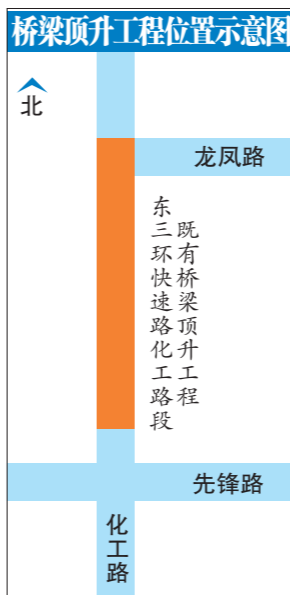 桥梁顶升工程位置示意图
北
龙凤路
东三环快速路化工路段
既有桥梁顶升工程
先锋路
化工路